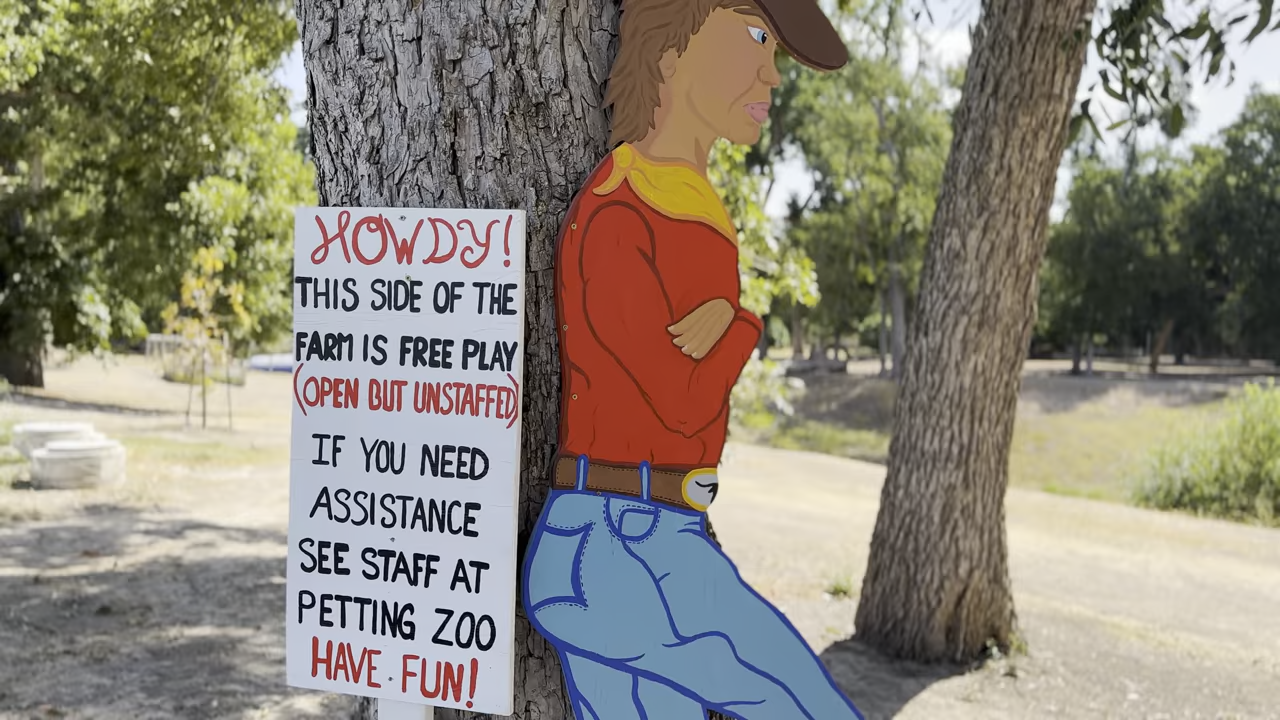 HOWDY!
THIS SIDE OF THE
FARM IS FREE PLAY
(OPEN BUT UNSTAFFED)
IF YOU NEED
ASSISTANCE
SEE STAFF AT
PETTING ZOO
HAVE FUN!